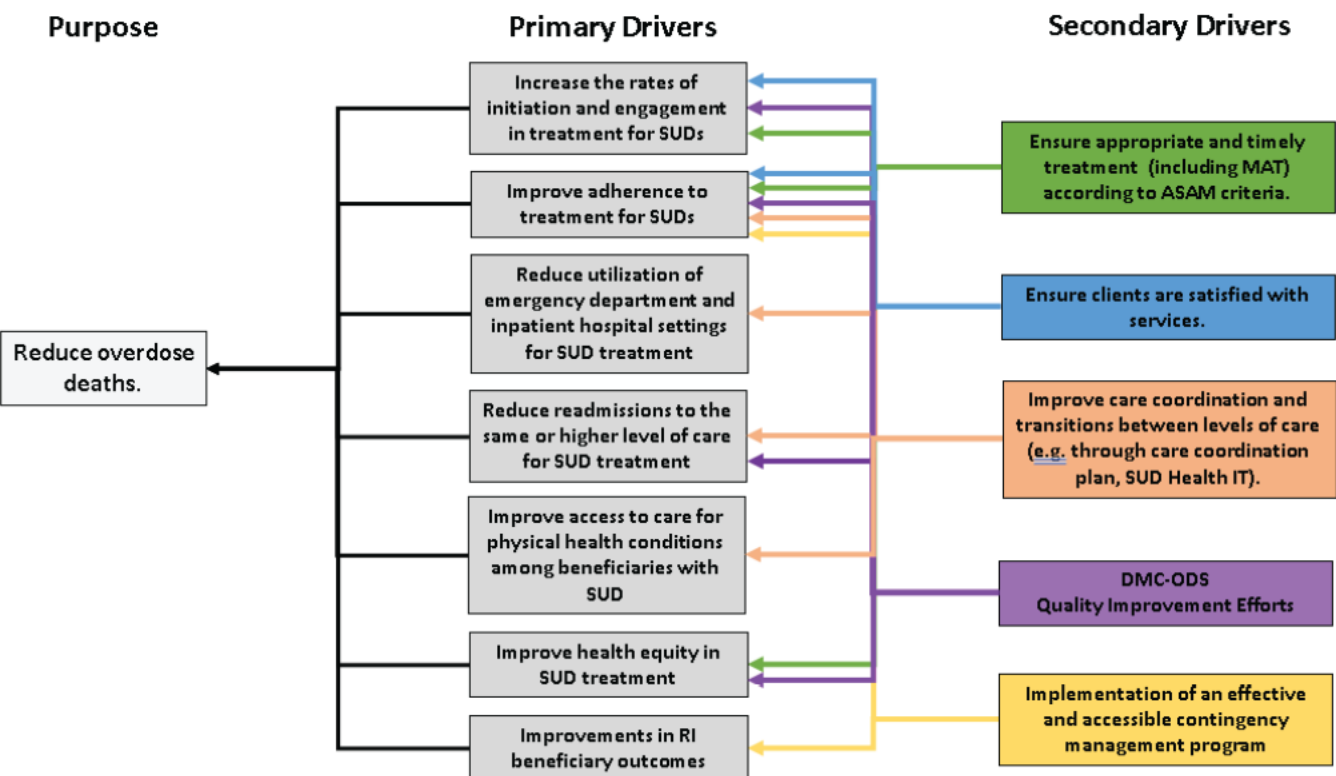 Purpose
Primary Drivers
Secondary Drivers
Reduce overdose
deaths.
Increase the rates of
initiation and engagement
in treatment for SUDs
Improve adherence to
treatment for SUDs
Reduce utilization of
emergency department and
inpatient hospital settings
for SUD treatment
Reduce readmissions to the
same or higher level of care
for SUD treatment
Improve access to care for
physical health conditions
among beneficiaries with
SUD
Improve health equity in
SUD treatment
Improvements in RI
beneficiary outcomes
Ensure appropriate and timely
treatment (including MAT)
according to ASAM criteria.
Ensure clients are satisfied with
services.
Improve care coordination and
transitions between levels of care
(e.g. through care coordination
plan, SUD Health IT).
DMC-ODS
Quality Improvement Efforts
Implementation of an effective
and accessible contingency
management program